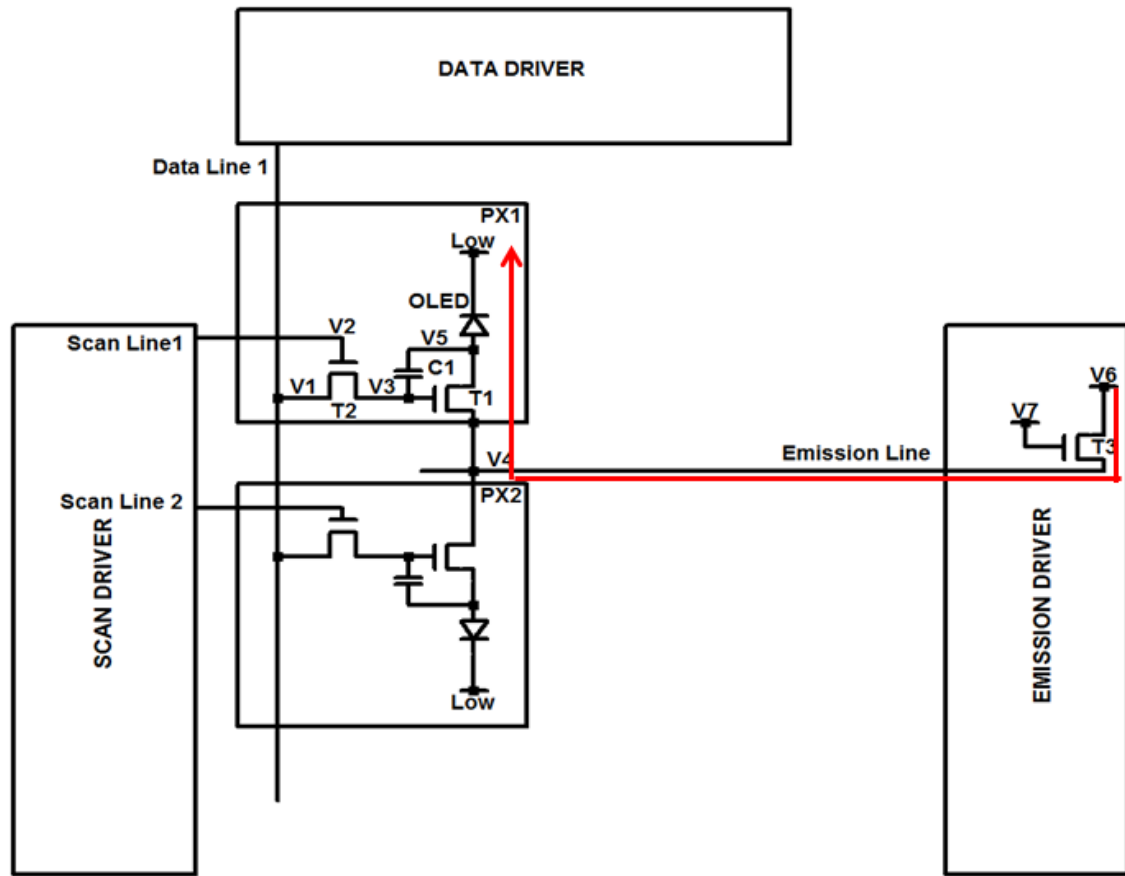 DATA DRIVER
Data Line 1
PX1
Low
OLED
Scan Line1
V2
V5
C1
V1
V3
T1
T2
V6
V7
T3
V4
Emission Line
PX2
Scan Line 2
SCAN DRIVER
EMISSION DRIVER
Low